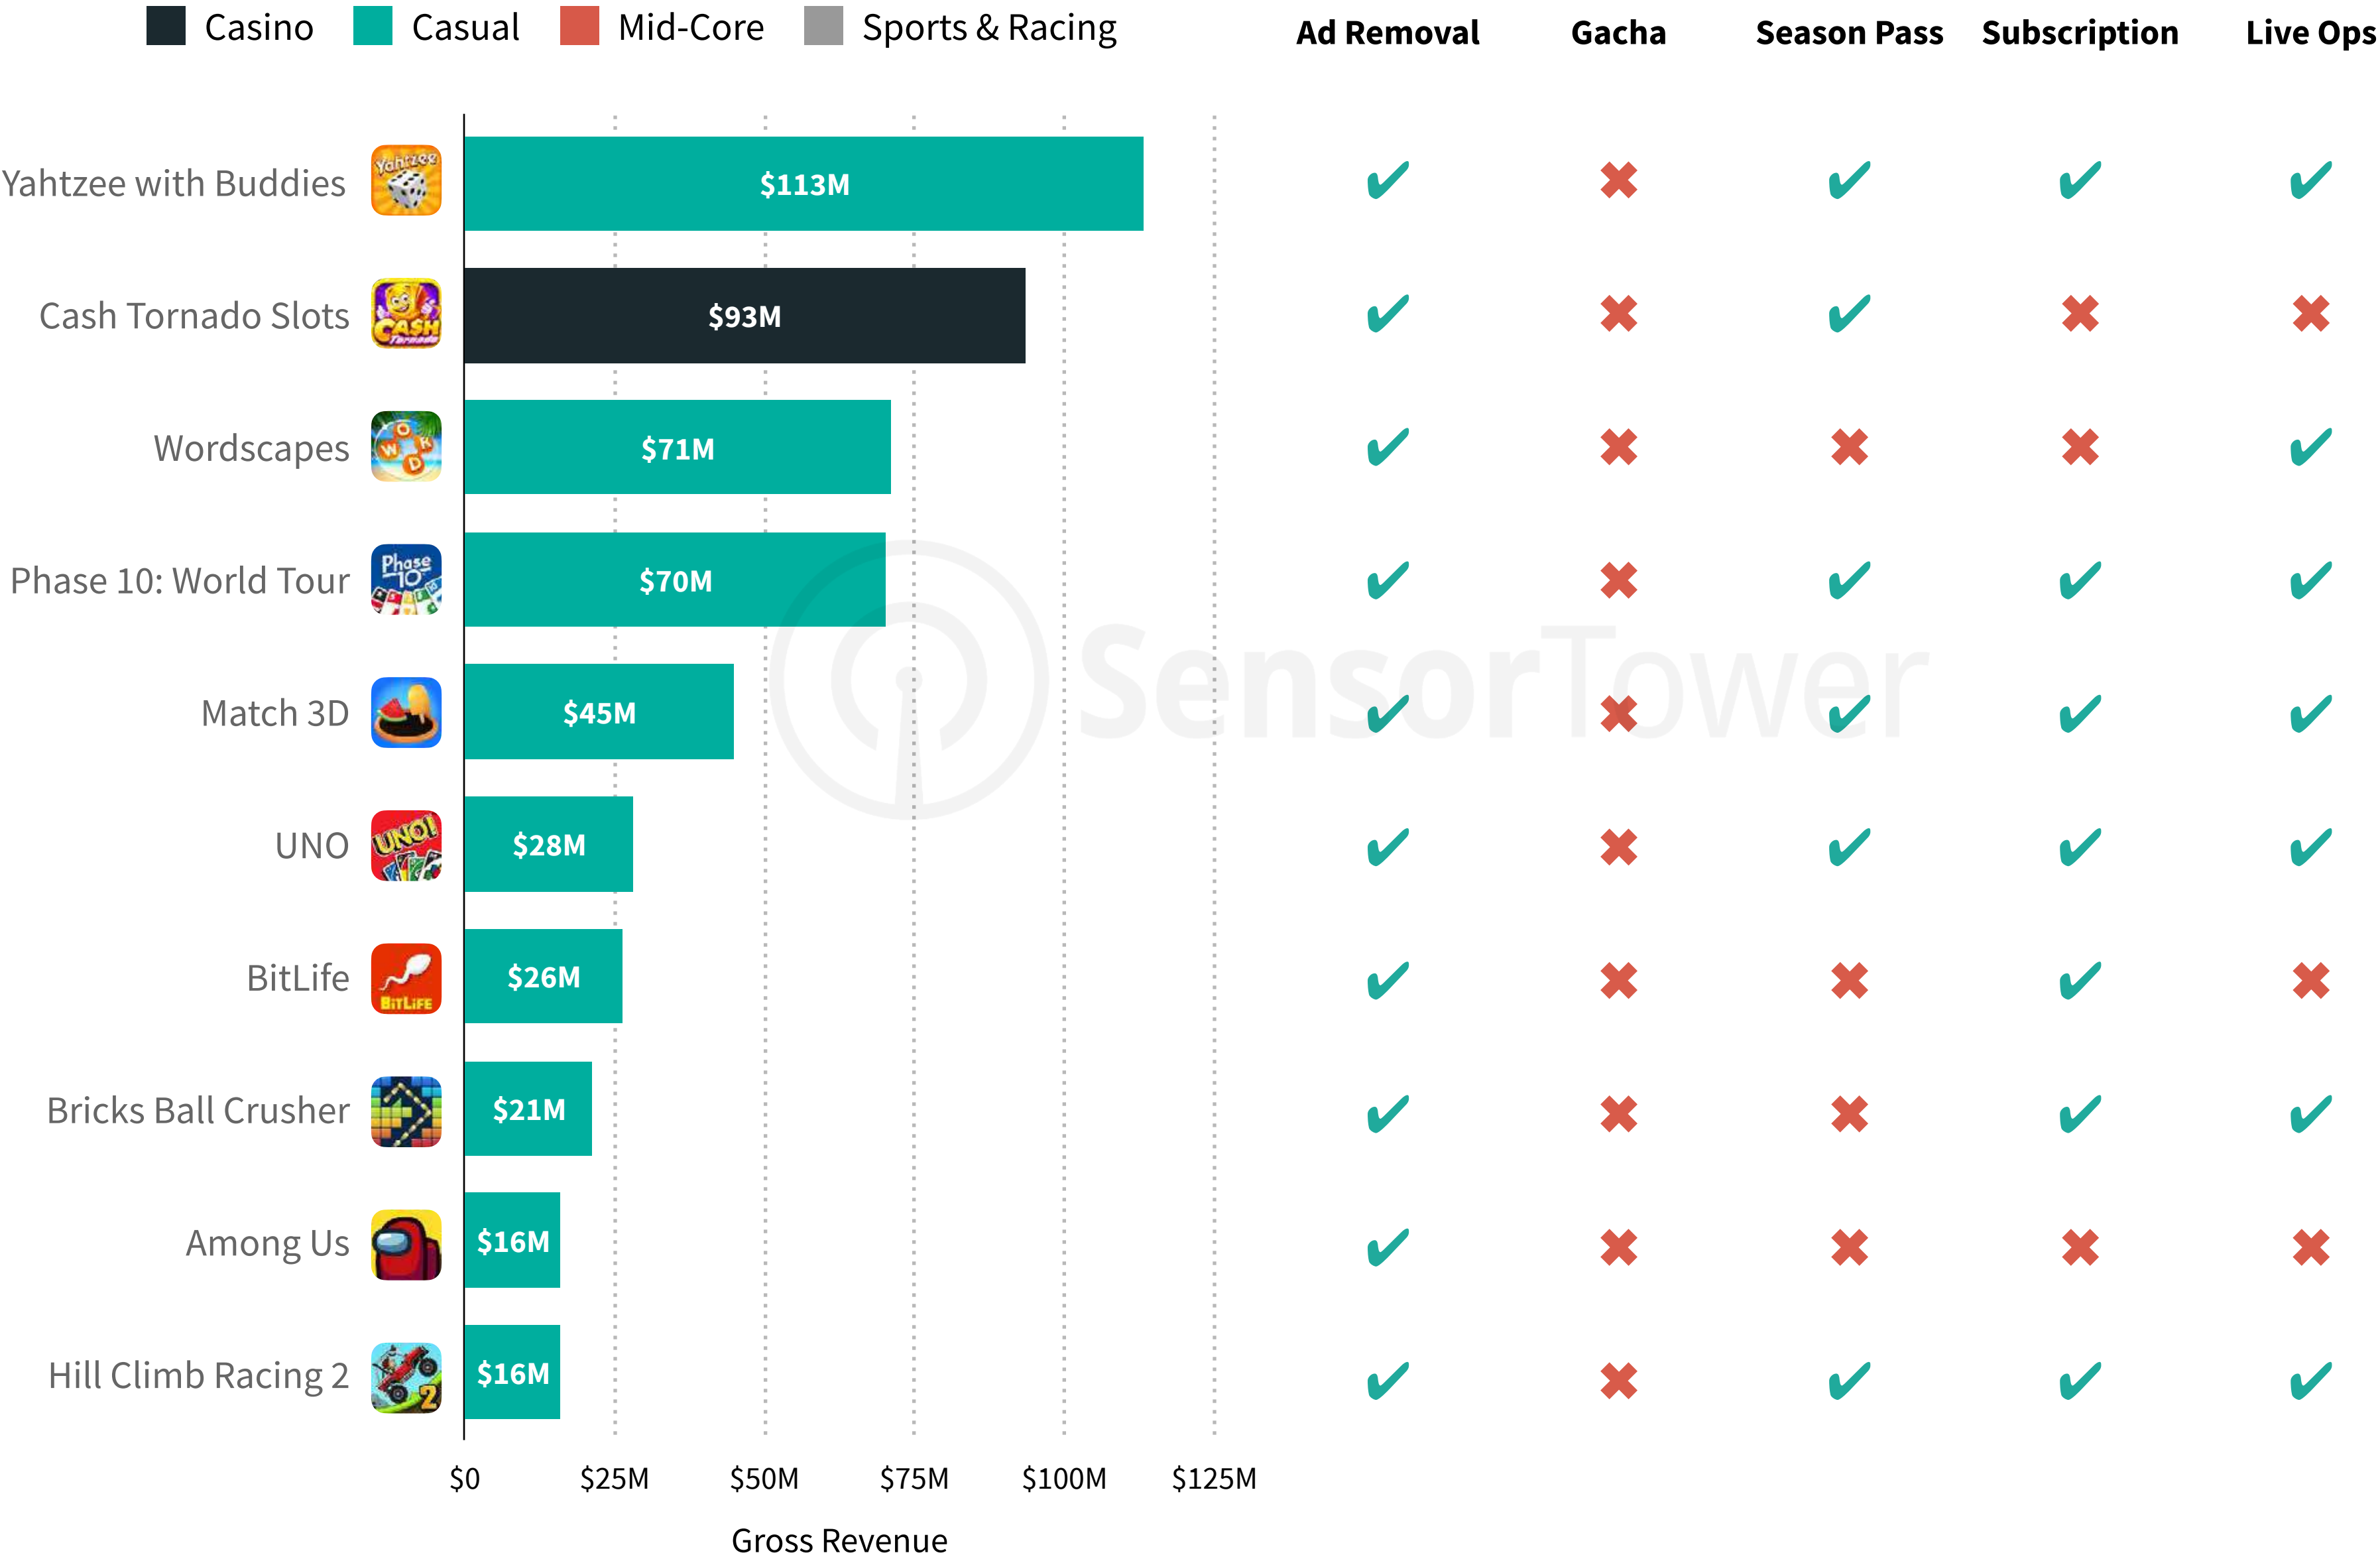 Casino Casual Mid-Core Sports & Racing Ad Removal Gacha Season Pass Subscription Live Ops
Yahtzee with Buddies Yahtzee $113M ✔ ✖ ✔ ✔ ✔
Cash Tornado Slots CASH Tornado $93M ✔ ✖ ✔ ✖ ✖
Wordscapes W O R D $71M ✔ ✖ ✖ ✖ ✔
Phase 10: World Tour Phase 10 $70M ✔ ✖ ✔ ✔ ✔
SensorTower
Match 3D $45M ✔ ✖ ✔ ✔ ✔
UNO UNO! $28M ✔ ✖ ✔ ✔ ✔
BitLife BITLIFE $26M ✔ ✖ ✖ ✔ ✖
Bricks Ball Crusher $21M ✔ ✖ ✖ ✔ ✔
Among Us $16M ✔ ✖ ✖ ✖ ✖
Hill Climb Racing 2 2 $16M ✔ ✖ ✔ ✔ ✔
$0 $25M $50M $75M $100M $125M
Gross Revenue